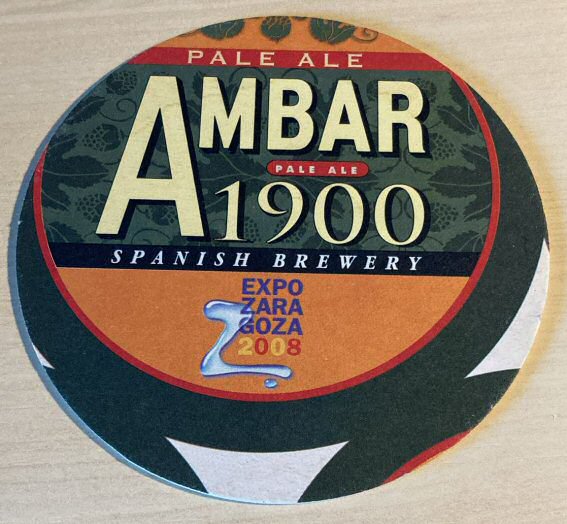 PALE ALE
AMBAR
PALE ALE
1900
SPANISH BREWERY
EXPO
ZARA
GOZA
2008